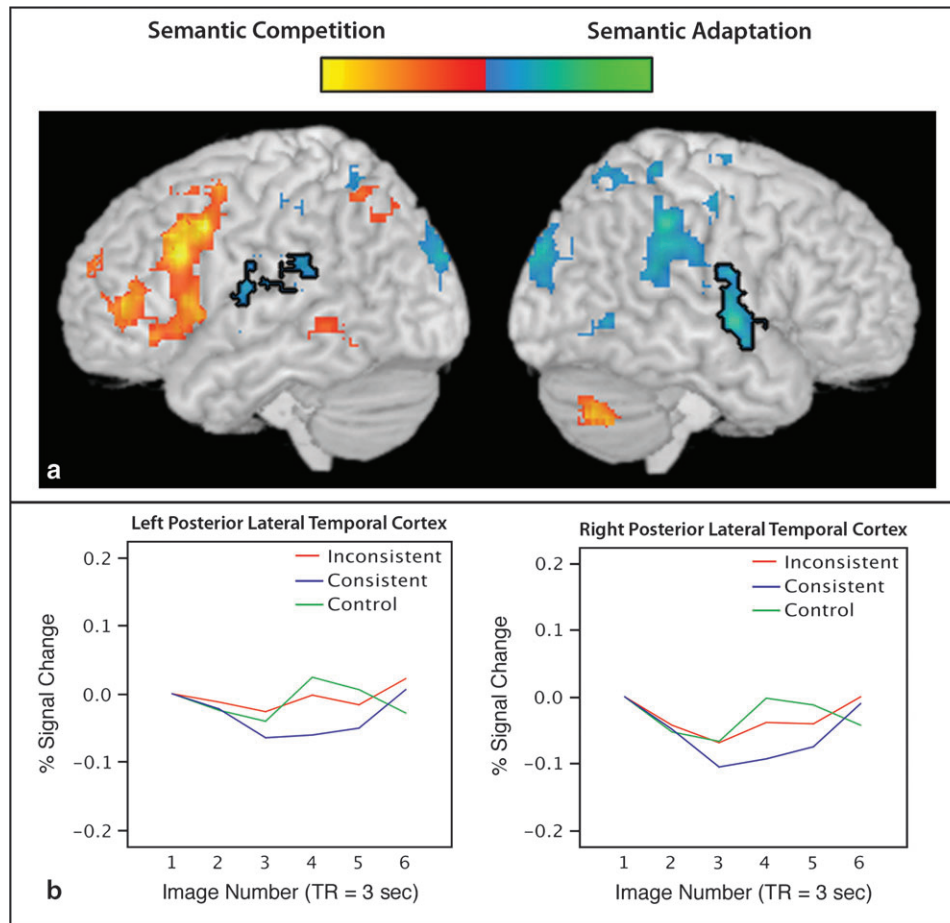 Semantic Competition
Semantic Adaptation
a
Left Posterior Lateral Temporal Cortex
% Signal Change
0.2
0.1
0.0
−0.1
−0.2
Inconsistent
Consistent
Control
1 2 3 4 5 6
Image Number (TR = 3 sec)
Right Posterior Lateral Temporal Cortex
% Signal Change
0.2
0.1
0.0
−0.1
−0.2
Inconsistent
Consistent
Control
1 2 3 4 5 6
Image Number (TR = 3 sec)
b